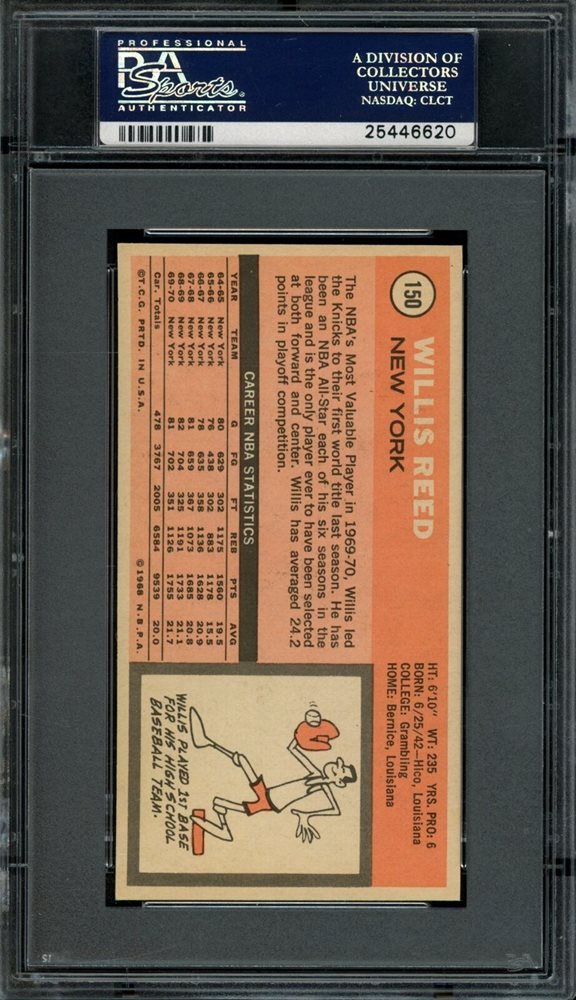 PROFESSIONAL
PSA
Sports
AUTHENTICATOR
A DIVISION OF
COLLECTORS
UNIVERSE
NASDAQ: CLCT
25446620
150
WILLIS REED
NEW YORK
HT: 6'10" WT: 235 YRS. PRO: 6
BORN: 6/25/42—Hico, Louisiana
COLLEGE: Grambling
HOME: Bernice, Louisiana
The NBA's Most Valuable Player in 1969-70, Willis led
the Knicks to their first world title last season. He has
been an NBA All-Star each of his six seasons in the
league and is the only player ever to have been selected
at both forward and center. Willis has averaged 24.2
points in playoff competition.
CAREER NBA STATISTICS
YEAR TEAM G FG FT REB PTS AVG
64-65 New York 80 629 302 1175 1560 19.5
65-66 New York 76 438 302 883 1178 15.5
66-67 New York 78 635 358 1136 1628 20.9
67-68 New York 81 659 367 1073 1685 20.8
68-69 New York 82 704 325 1191 1733 21.1
69-70 New York 81 702 351 1126 1755 21.7
Car. Totals 478 3767 2005 6584 9539 20.0
©T.C.G. PRTD. IN U.S.A. ©1968 N.B.P.A.
WILLIS PLAYED 1ST BASE
FOR HIS HIGH SCHOOL
BASEBALL TEAM.